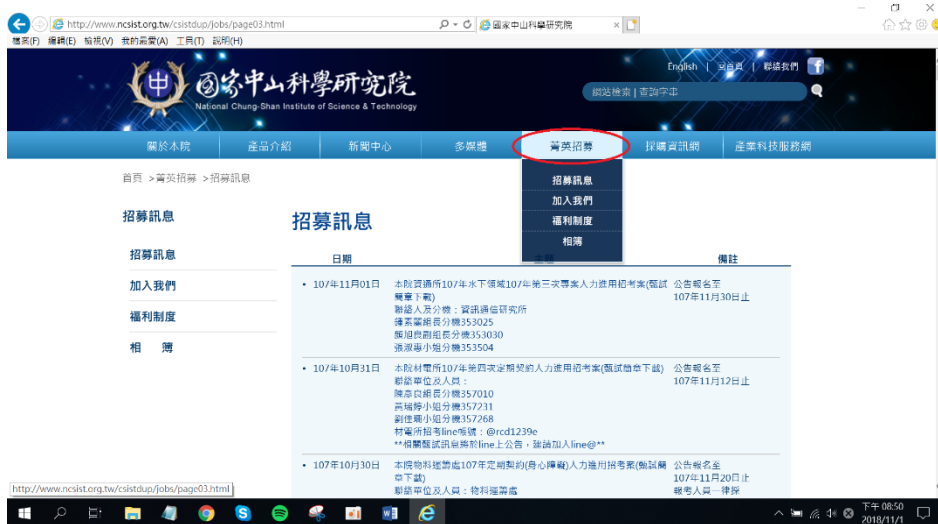 http://www.ncsist.org.tw/csistdup/jobs/page03.html
國家中山科學研究院
檔案(F) 編輯(E) 檢視(V) 我的最愛(A) 工具(T) 說明(H)
English | 回首頁 | 聯絡我們
國家中山科學研究院
National Chung-Shan Institute of Science & Technology
網站檢索 | 查詢字串
關於本院 產品介紹 新聞中心 多媒體 菁英招募 採購資訊網 產業科技服務網
首頁 >菁英招募 >招募訊息
招募訊息
加入我們
福利制度
相簿
招募訊息
招募訊息
加入我們
福利制度
相 簿
招募訊息
日期 備註
• 107年11月01日 本院資通所107年水下領域107年第三次專案人力進用招考案(甄試簡章下載) 公告報名至
107年11月30日止
聯絡人及分機：資訊通信研究所
組長分機353025
副組長分機353030
張淑惠小姐分機353504
• 107年10月31日 本院材電所107年第四次定期契約人力進用招考案(甄試簡章下載) 公告報名至
107年11月12日止
聯絡單位及人員：
陳彥良組長分機357010
黃瑞婷小姐分機357231
劉佳珊小姐分機357268
材電所招考line帳號：@rcd1239e
**相關甄試訊息將於line上公告，建請加入line@**
• 107年10月30日 本院物料運籌處107年定期契約(身心障礙)人力進用招考案(甄試簡章下載) 公告報名至
107年11月20日止
聯絡單位及人員：物料運籌處 報考人員一律採
http://www.ncsist.org.tw/csistdup/jobs/page03.html
下午 08:50
2018/11/1